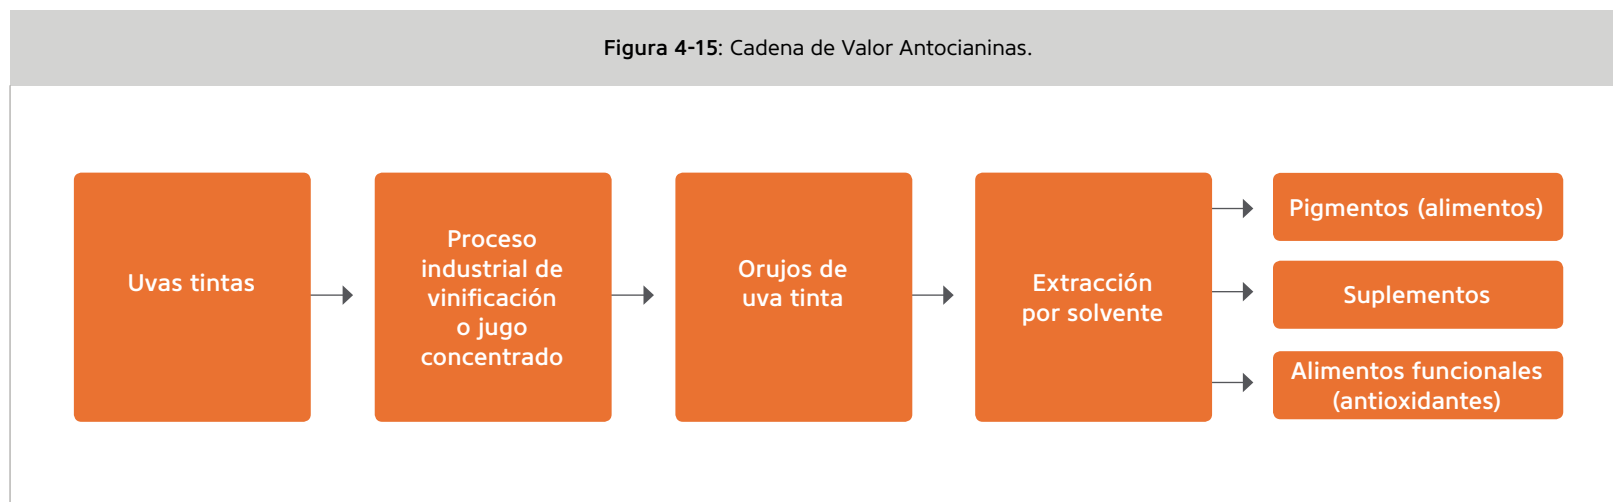 Figura 4-15: Cadena de Valor Antocianinas.
Uvas tintas
Proceso
industrial de
vinificación
o jugo
concentrado
Orujos de
uva tinta
Extracción
por solvente
Pigmentos (alimentos)
Suplementos
Alimentos funcionales
(antioxidantes)